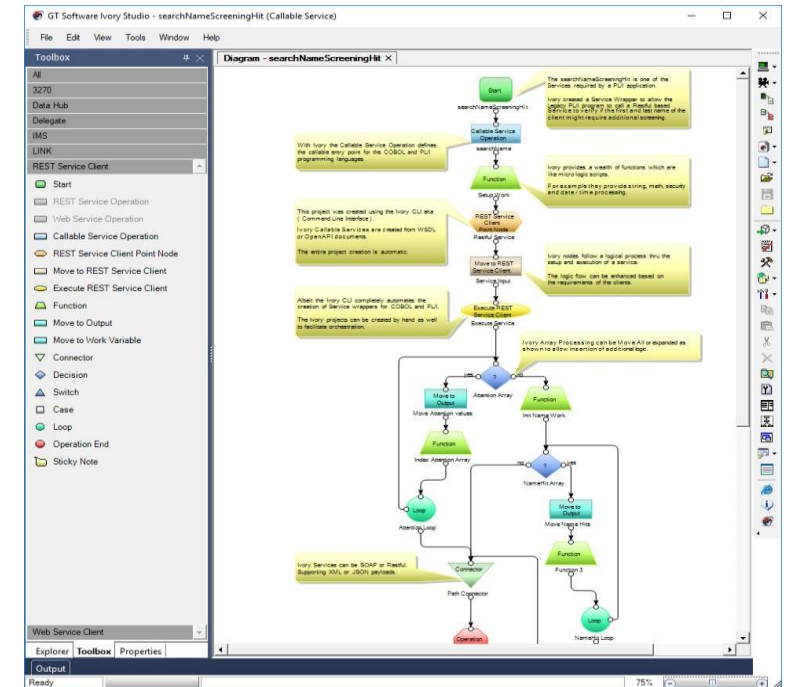 GT Software Ivory Studio - searchNameScreeningHit (Callable Service)
File Edit View Tools Window Help
Toolbox
All
3270
Data Hub
Delegate
IMS
LINK
REST Service Client
Start
REST Service Operation
Web Service Operation
Callable Service Operation
REST Service Client Point Node
Move to REST Service Client
Execute REST Service Client
Function
Move to Output
Move to Work Variable
Connector
Decision
Switch
Case
Loop
Operation End
Sticky Note
Web Service Client
Explorer Toolbox Properties
Output
Ready
Diagram - searchNameScreeningHit
Start
searchNameScreeningHit
The searchNameScreeningHit is one of the
Services required by a PL/I application.
Ivory created a Service Wrapper to allow the
Legacy PL/I program to call a Restful based
Service to verify if the first and last name of the
client might require additional screening.
With Ivory the Callable Service Operation defines
the callable entry point for the COBOL and PL/I
programming languages.
Callable Service
Operation
searchName
Function
Setup Work
Ivory provides a wealth of functions which are
like micro logic scripts.
For example they provide string, math, security
and date / time processing.
This project was created using the Ivory CLI aka
( Command Line Interface ).
Ivory Callable Services are created from WSDL
or OpenAPI documents.
The entire project creation is automatic.
REST Service
Client
Point Node
Restful Service
Move to REST
Service Client
Service Input
Ivory nodes follow a logical process thru the
setup and execution of a service.
The logic flow can be enhanced based on
the requirements of the clients.
Albeit the Ivory CLI completely automates the
creation of Service wrappers for COBOL and PL/I.
The Ivory projects can be created by hand as well
to facilitate orchestration.
Execute REST
Service Client
Execute Service
Ivory Array Processing can be Move All or expanded as
shown to allow insertion of additional logic.
yes ? no
Attention Array
Move to
Output
Move Attention values
Function
Init Name Work
Function
Index Attention Array
no ? yes
NameHit Array
Move to
Output
Move Name Hits
Loop
Attention Loop
Function
Function 3
Ivory Services can be SOAP or Restful.
Supporting XML or JSON payloads.
Connector
Path Connector
Loop
NameHit Loop
Operation
75%